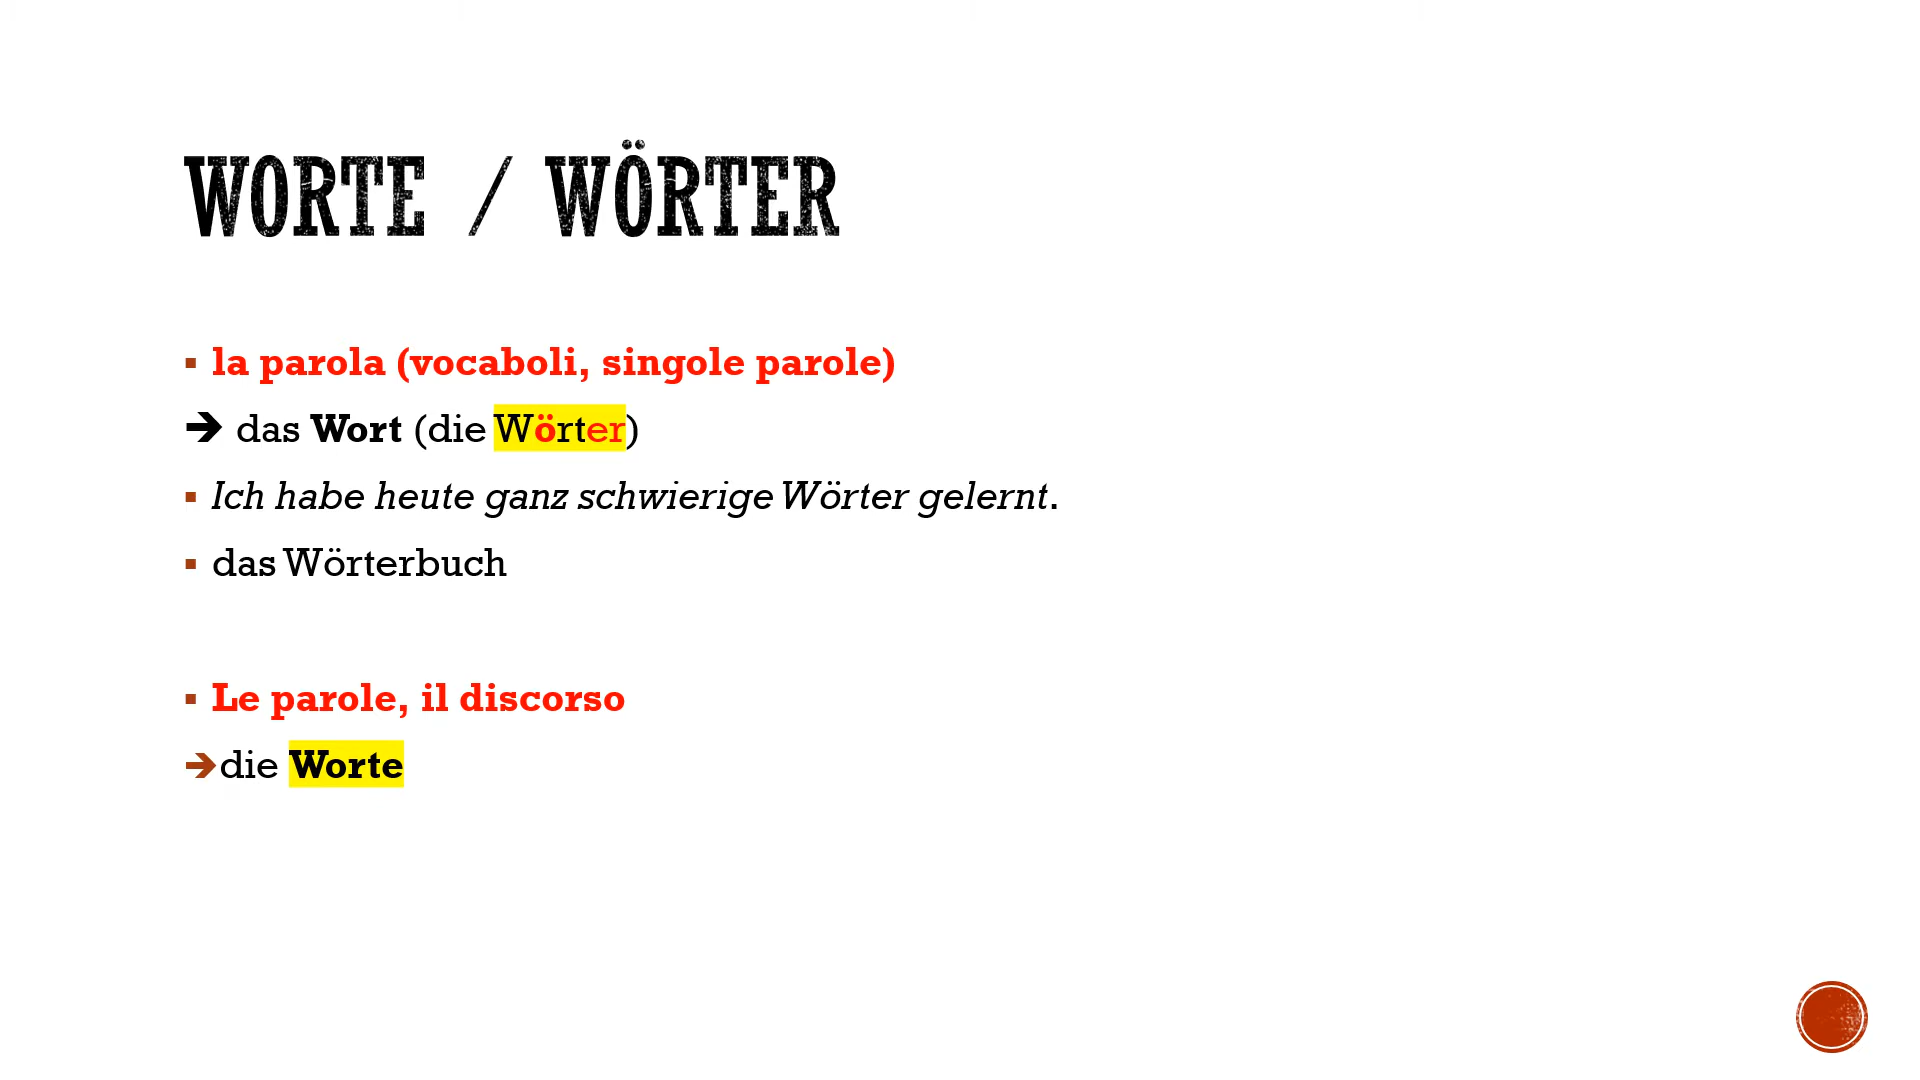 WORTE / WÖRTER
▪ la parola (vocaboli, singole parole)
➔ das Wort (die Wörter)
▪ Ich habe heute ganz schwierige Wörter gelernt.
▪ das Wörterbuch
▪ Le parole, il discorso
➔die Worte